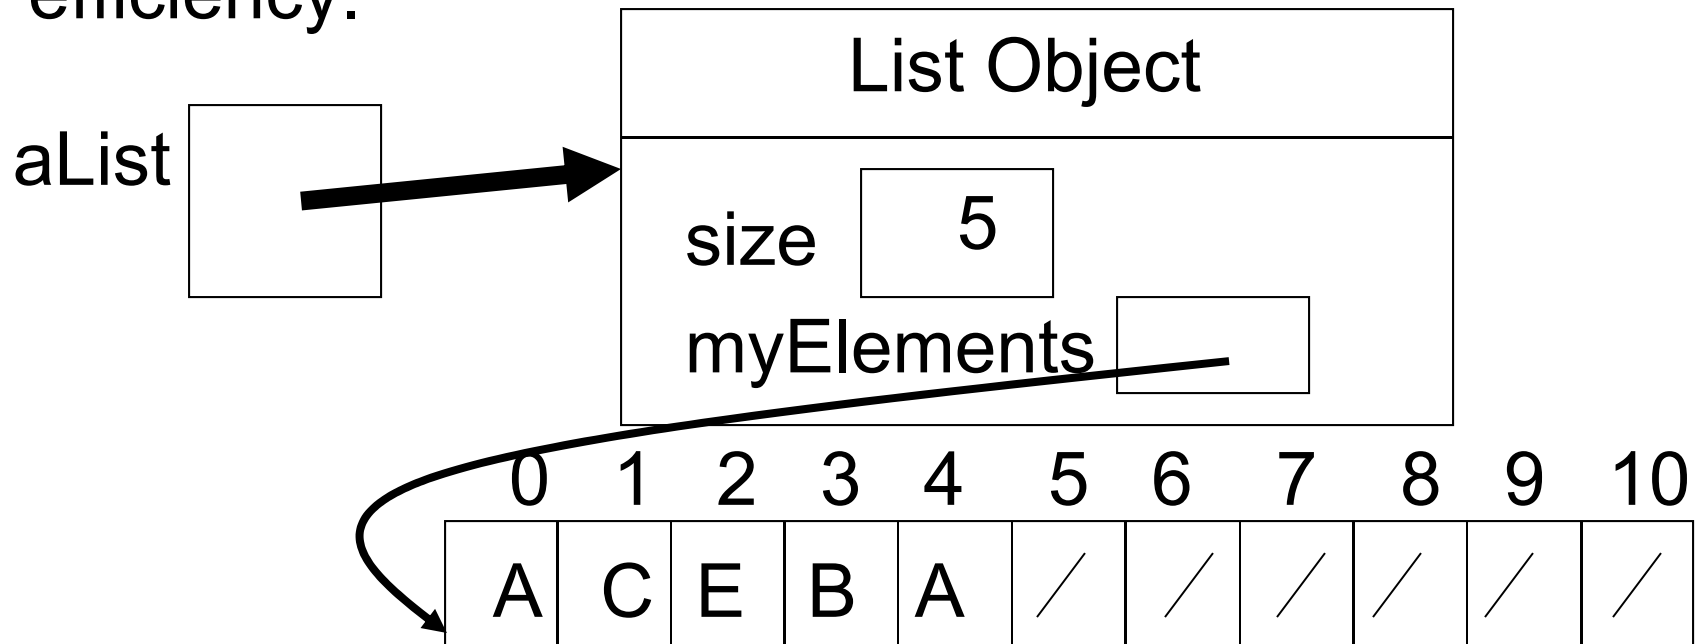 efficiency.
List Object
aList
size 5
myElements
0 1 2 3 4 5 6 7 8 9 10
A C E B A / / / / / /